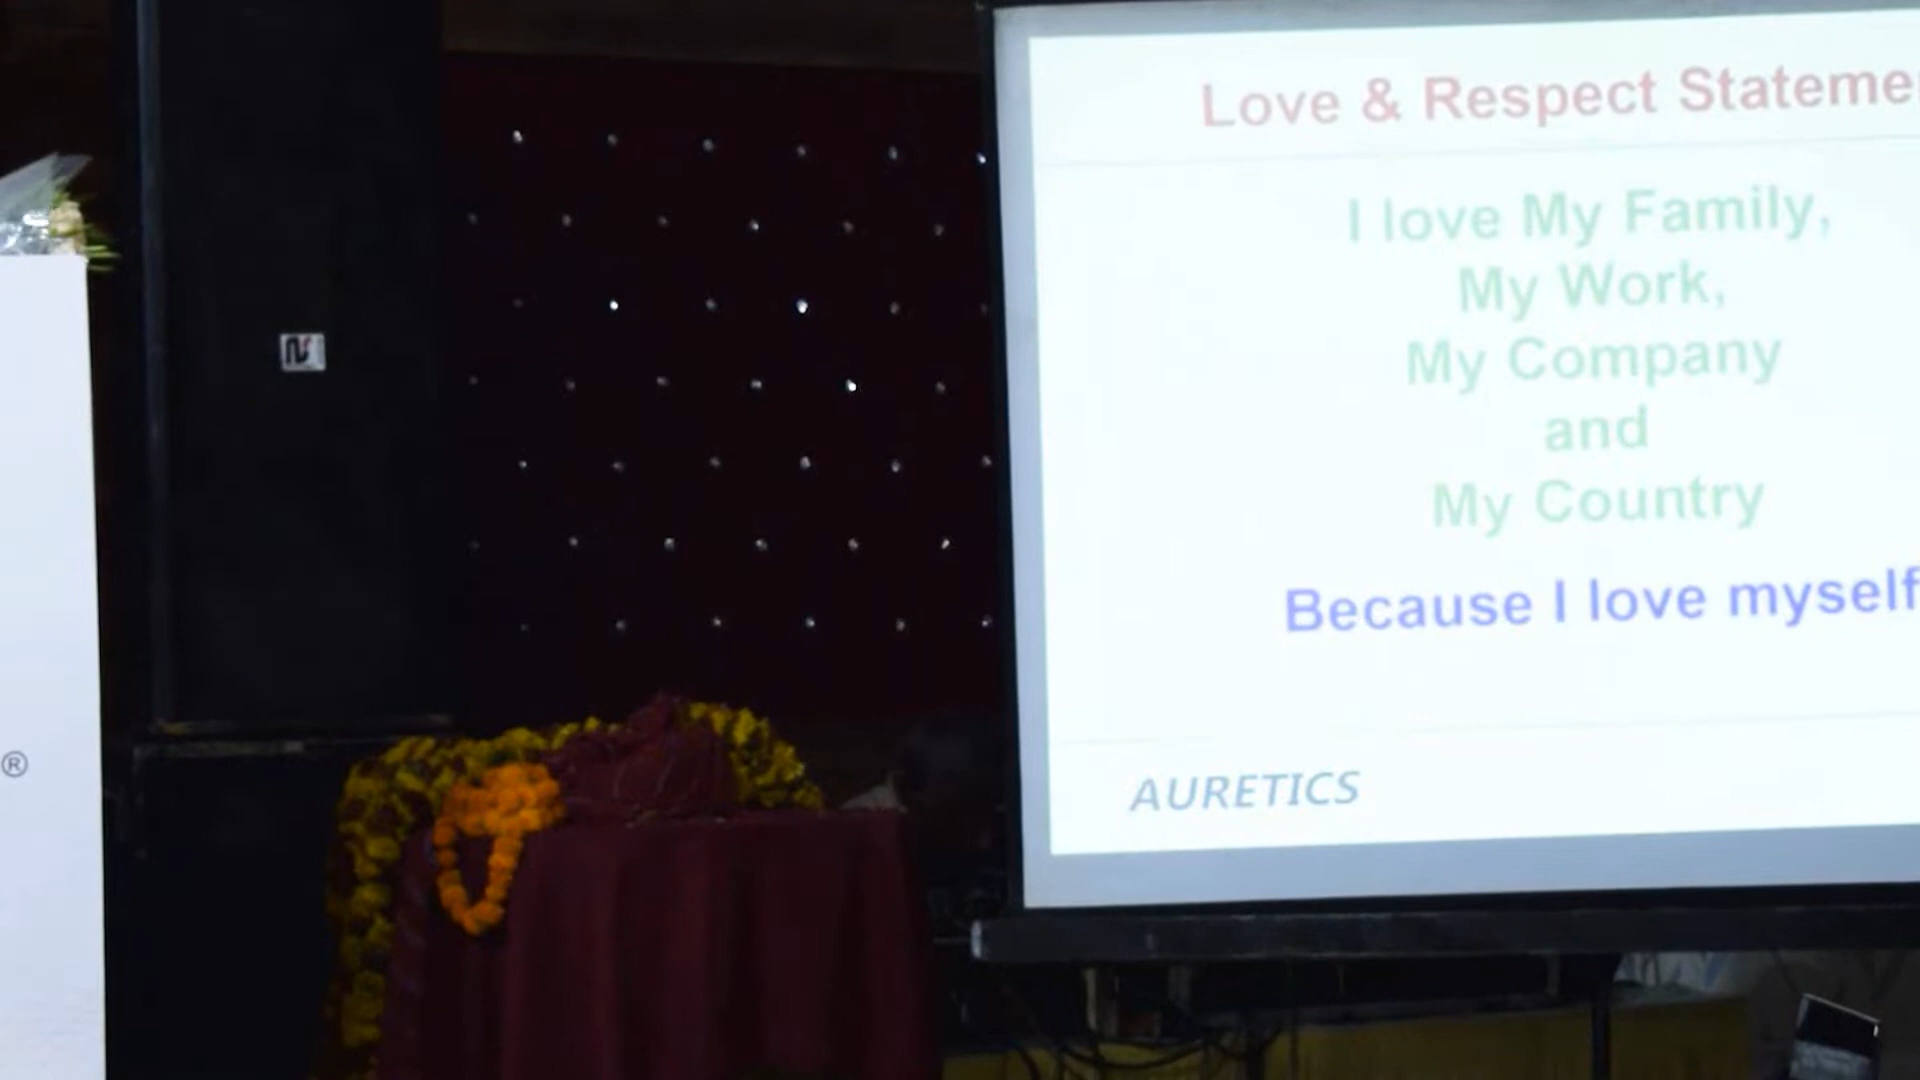 Love & Respect Stateme
I love My Family,
My Work,
My Company
and
My Country
Because I love myself
AURETICS
®